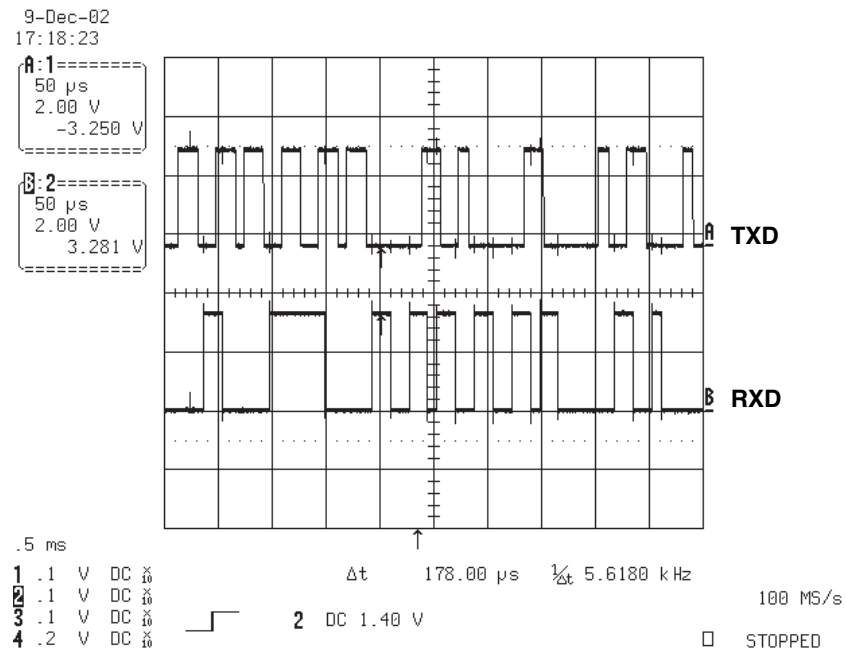 9-Dec-02
17:18:23
A:1
50 µs
2.00 V
-3.250 V
B:2
50 µs
2.00 V
3.281 V
A TXD
B RXD
.5 ms
1 .1 V DC X10
2 .1 V DC X10
3 .1 V DC X10
4 .2 V DC X10
Δt 178.00 µs 1/Δt 5.6180 kHz
2 DC 1.40 V
100 MS/s
STOPPED